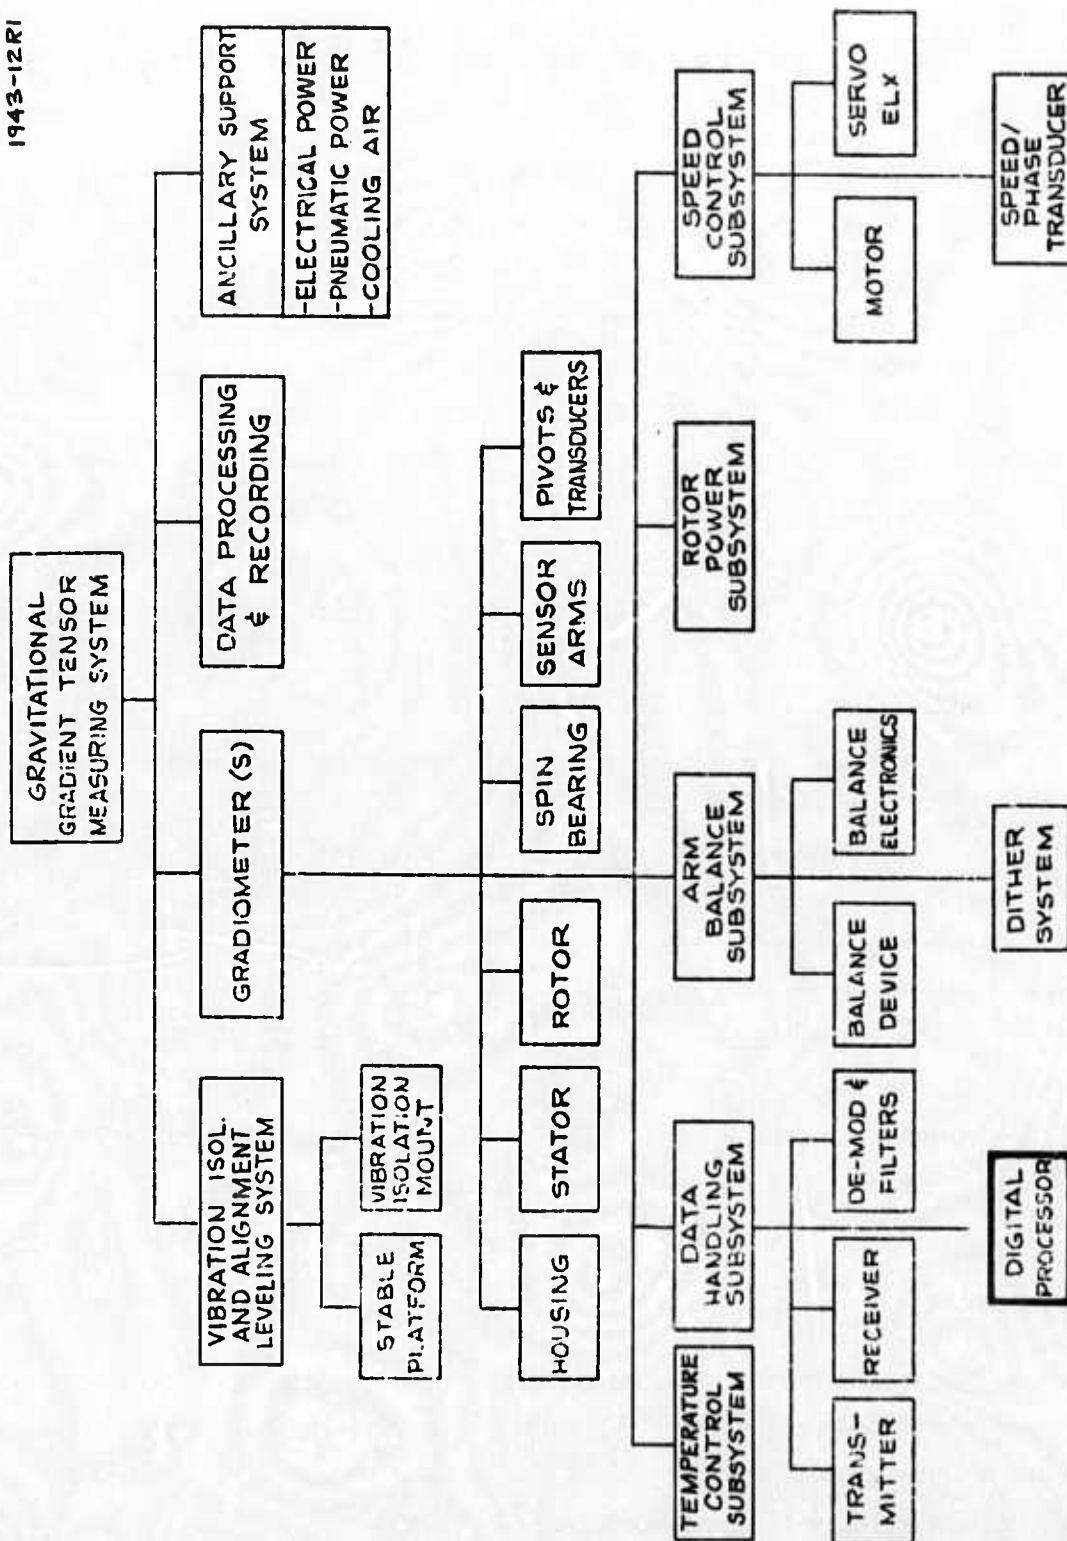 1943-12R1
GRAVITATIONAL
GRADIENT TENSOR
MEASURING SYSTEM
VIBRATION ISOL.
AND ALIGNMENT
LEVELING SYSTEM
GRADIOMETER(S)
DATA PROCESSING
& RECORDING
ANCILLARY SUPPORT
SYSTEM
-ELECTRICAL POWER
-PNEUMATIC POWER
-COOLING AIR
STABLE
PLATFORM
VIBRATION
ISOLATION
MOUNT
HOUSING
STATOR
ROTOR
SPIN
BEARING
SENSOR
ARMS
PIVOTS &
TRANSDUCERS
TEMPERATURE
CONTROL
SUBSYSTEM
DATA
HANDLING
SUBSYSTEM
ARM
BALANCE
SUBSYSTEM
ROTOR
POWER
SUBSYSTEM
SPEED
CONTROL
SUBSYSTEM
TRANS-
MITTER
RECEIVER
DE-MOD &
FILTERS
BALANCE
DEVICE
BALANCE
ELECTRONICS
MOTOR
SERVO
ELX
DIGITAL
PROCESSOR
DITHER
SYSTEM
SPEED/
PHASE
TRANSDUCER